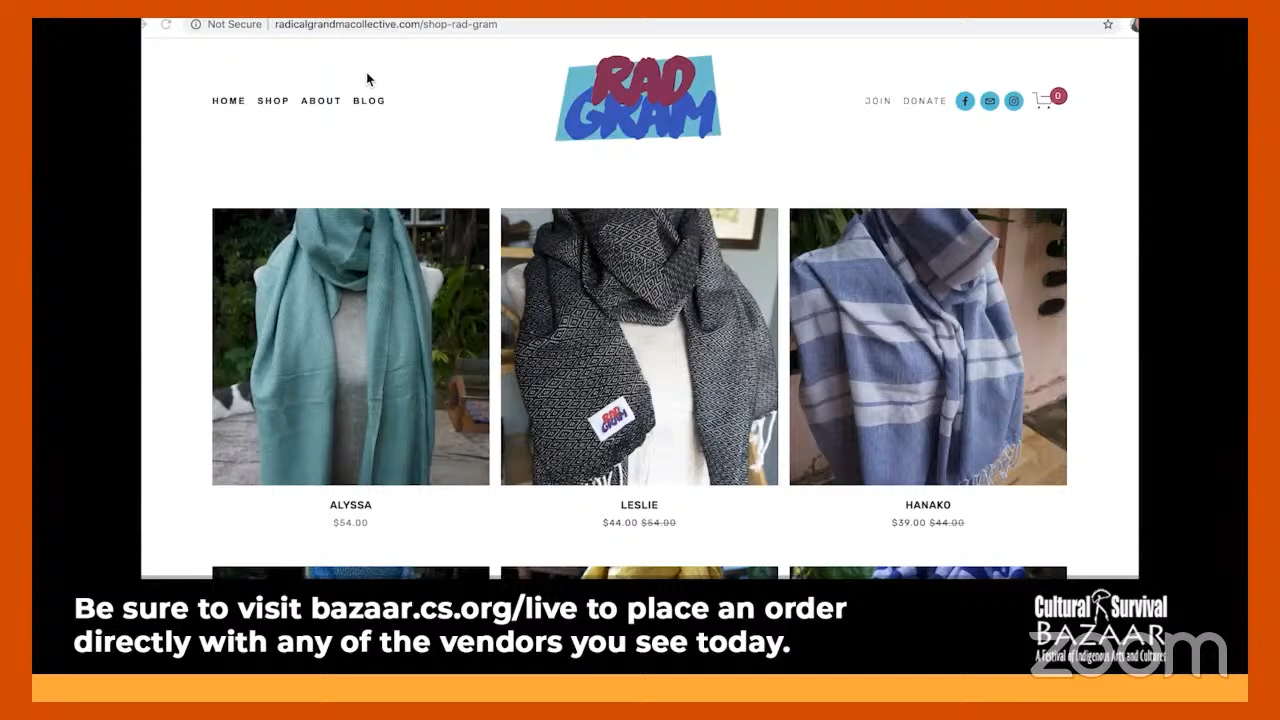 Not Secure | radicalgrandmacollective.com/shop-rad-gram
HOME SHOP ABOUT BLOG
RAD
GRAM
JOIN DONATE
0
RAD
GRAM
ALYSSA
$54.00
LESLIE
$44.00 $54.00
HANAKO
$39.00 $44.00
Be sure to visit bazaar.cs.org/live to place an order
directly with any of the vendors you see today.
Cultural Survival
BAZAAR
A Festival of Indigenous Arts and Cultures
zoom